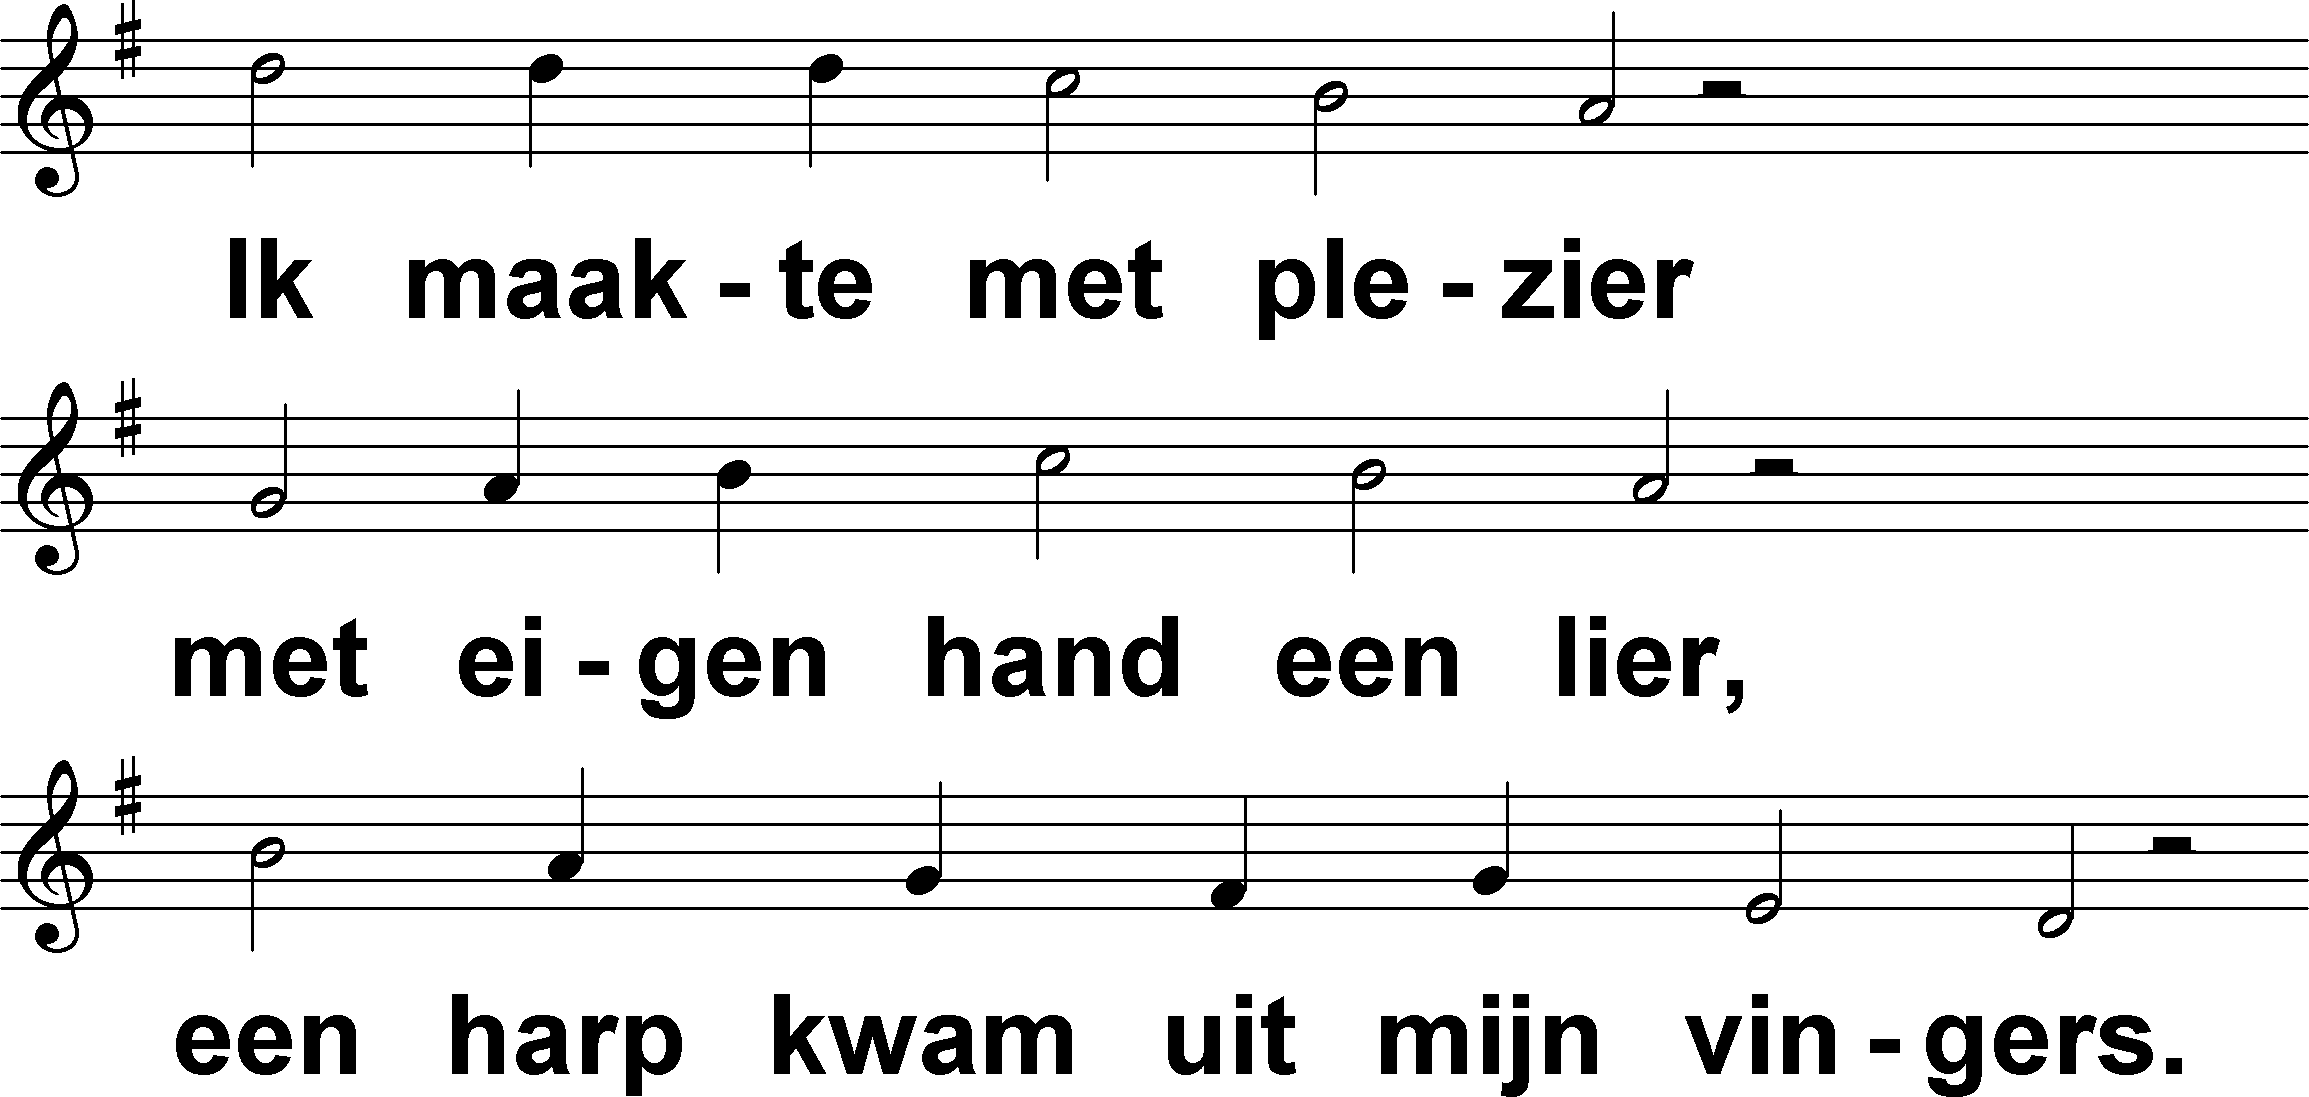 Ik maak - te met ple - zier
met ei - gen hand een lier,
een harp kwam uit mijn vin - gers.